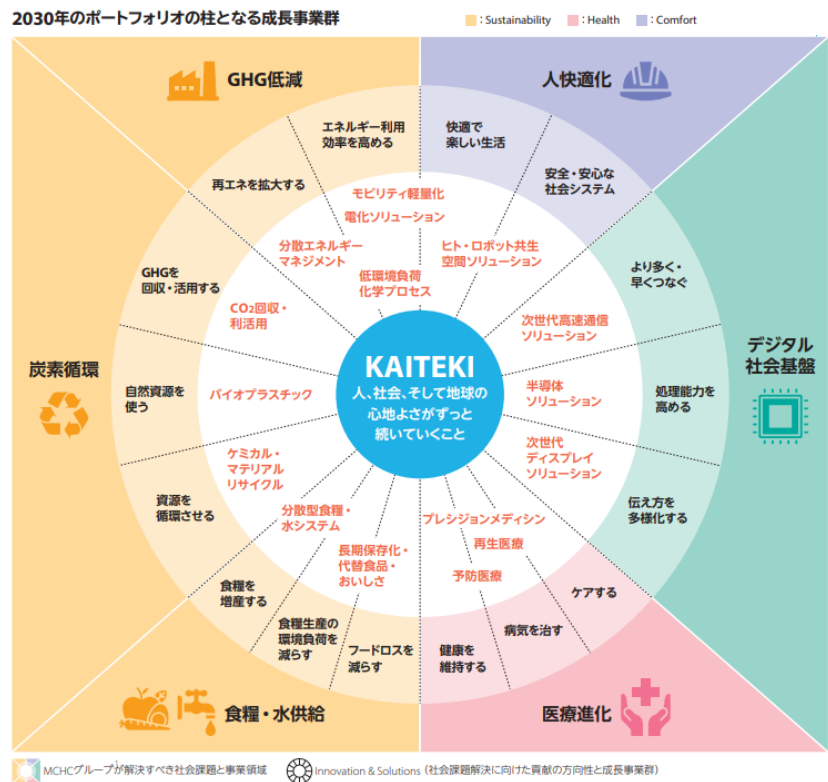 2030年のポートフォリオの柱となる成長事業群
：Sustainability ：Health ：Comfort
GHG低減
人快適化
エネルギー利用
効率を高める
快適で
楽しい生活
再エネを拡大する
安全・安心な
社会システム
モビリティ軽量化
電化ソリューション
分散エネルギー
マネジメント
ヒト・ロボット共生
空間ソリューション
低環境負荷
化学プロセス
GHGを
回収・活用する
より多く・
早くつなぐ
CO2回収・
利活用
次世代高速通信
ソリューション
炭素循環
デジタル
社会基盤
KAITEKI
人、社会、そして地球の
心地よさがずっと
続いていくこと
自然資源を
使う
バイオプラスチック
半導体
ソリューション
処理能力を
高める
ケミカル・
マテリアル
リサイクル
次世代
ディスプレイ
ソリューション
資源を
循環させる
伝え方を
多様化する
分散型食糧・
水システム
プレシジョンメディシン
再生医療
長期保存化・
代替食品・
おいしさ
予防医療
食糧を
増産する
ケアする
食糧生産の
環境負荷を
減らす
病気を治す
フードロスを
減らす
健康を
維持する
食糧・水供給
医療進化
MCHCグループが解決すべき社会課題と事業領域
Innovation & Solutions（社会課題解決に向けた貢献の方向性と成長事業群）